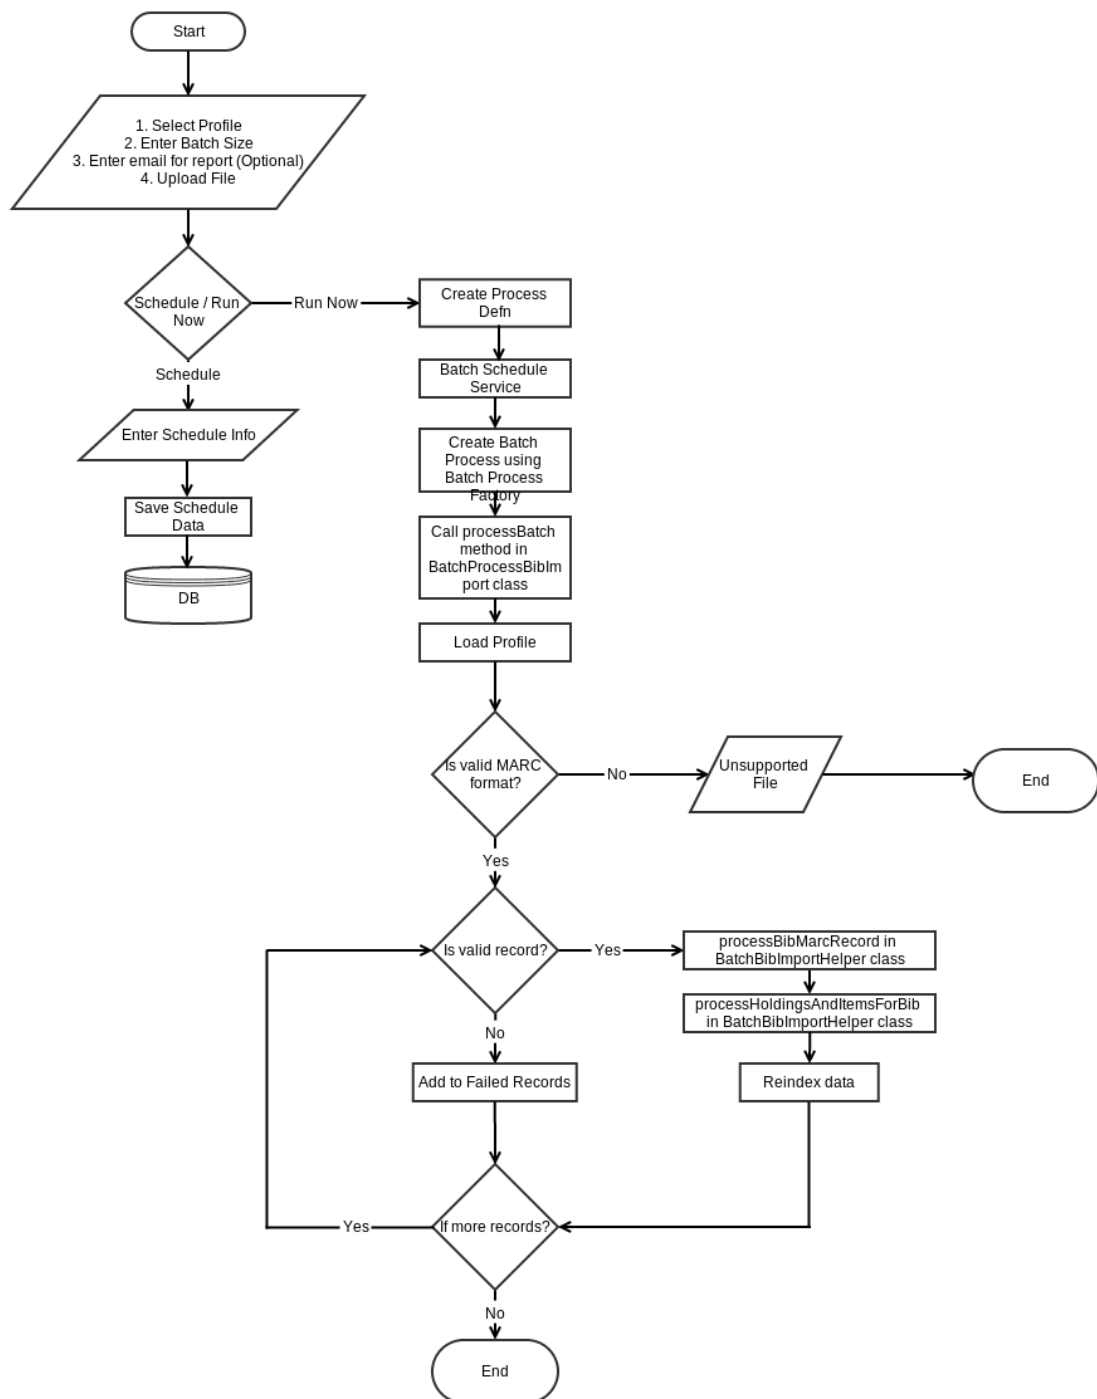 Start
1. Select Profile
2. Enter Batch Size
3. Enter email for report (Optional)
4. Upload File
Schedule / Run
Now
Run Now
Create Process
Defn
Schedule
Batch Schedule
Service
Enter Schedule Info
Create Batch
Process using
Batch Process
Factory
Save Schedule
Data
Call processBatch
method in
BatchProcessBibIm
port class
DB
Load Profile
Is valid MARC
format?
No
Unsupported
File
End
Yes
Is valid record?
Yes
processBibMarcRecord in
BatchBibImportHelper class
processHoldingsAndItemsForBib
in BatchBibImportHelper class
No
Add to Failed Records
Reindex data
If more records?
Yes
No
End